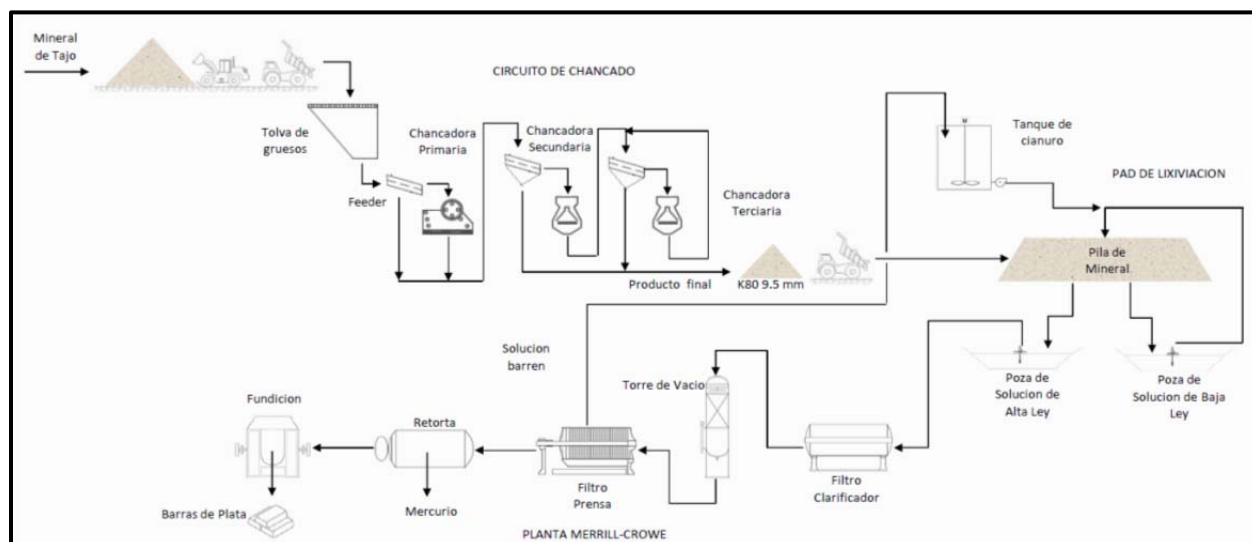 Mineral
de Tajo
CIRCUITO DE CHANCADO
Tolva de
gruesos
Chancadora
Primaria
Chancadora
Secundaria
Feeder
Chancadora
Terciaria
Producto final
K80 9.5 mm
Tanque de
cianuro
PAD DE LIXIVIACION
Pila de
Mineral
Solucion
barren
Torre de Vacio
Poza de
Solucion de
Alta Ley
Poza de
Solucion de Baja
Ley
Fundicion
Retorta
Filtro
Prensa
Filtro
Clarificador
Barras de Plata
Mercurio
PLANTA MERRILL-CROWE